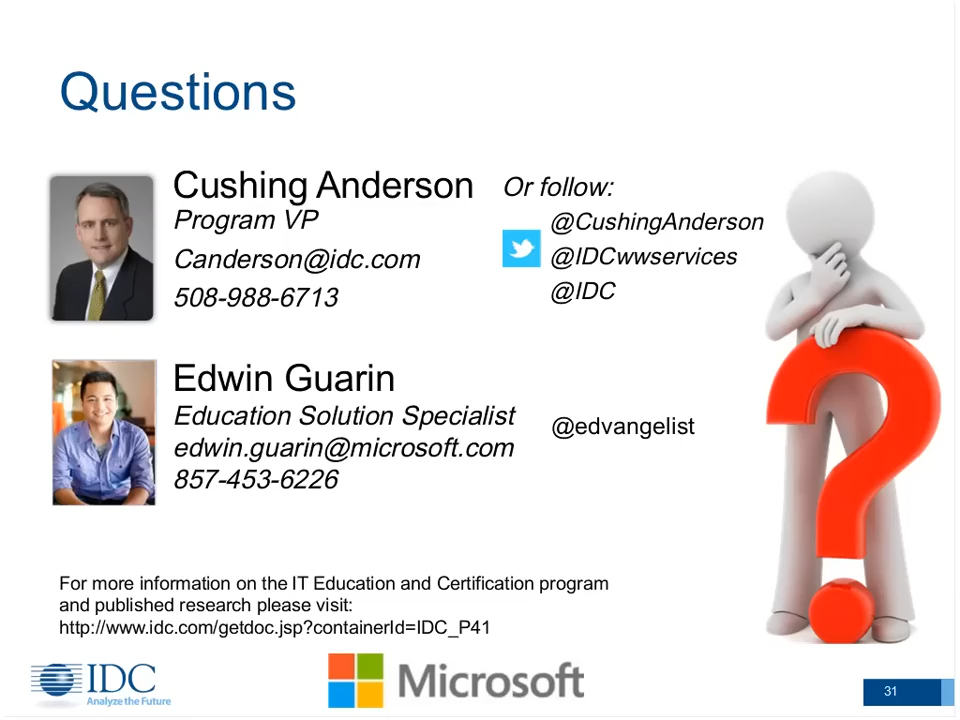 Questions
Cushing Anderson
Program VP
Canderson@idc.com
508-988-6713
Or follow:
@CushingAnderson
@IDCwwservices
@IDC
Edwin Guarin
Education Solution Specialist
edwin.guarin@microsoft.com
857-453-6226
@edvangelist
For more information on the IT Education and Certification program
and published research please visit:
http://www.idc.com/getdoc.jsp?containerId=IDC_P41
IDC
Analyze the Future
Microsoft
31